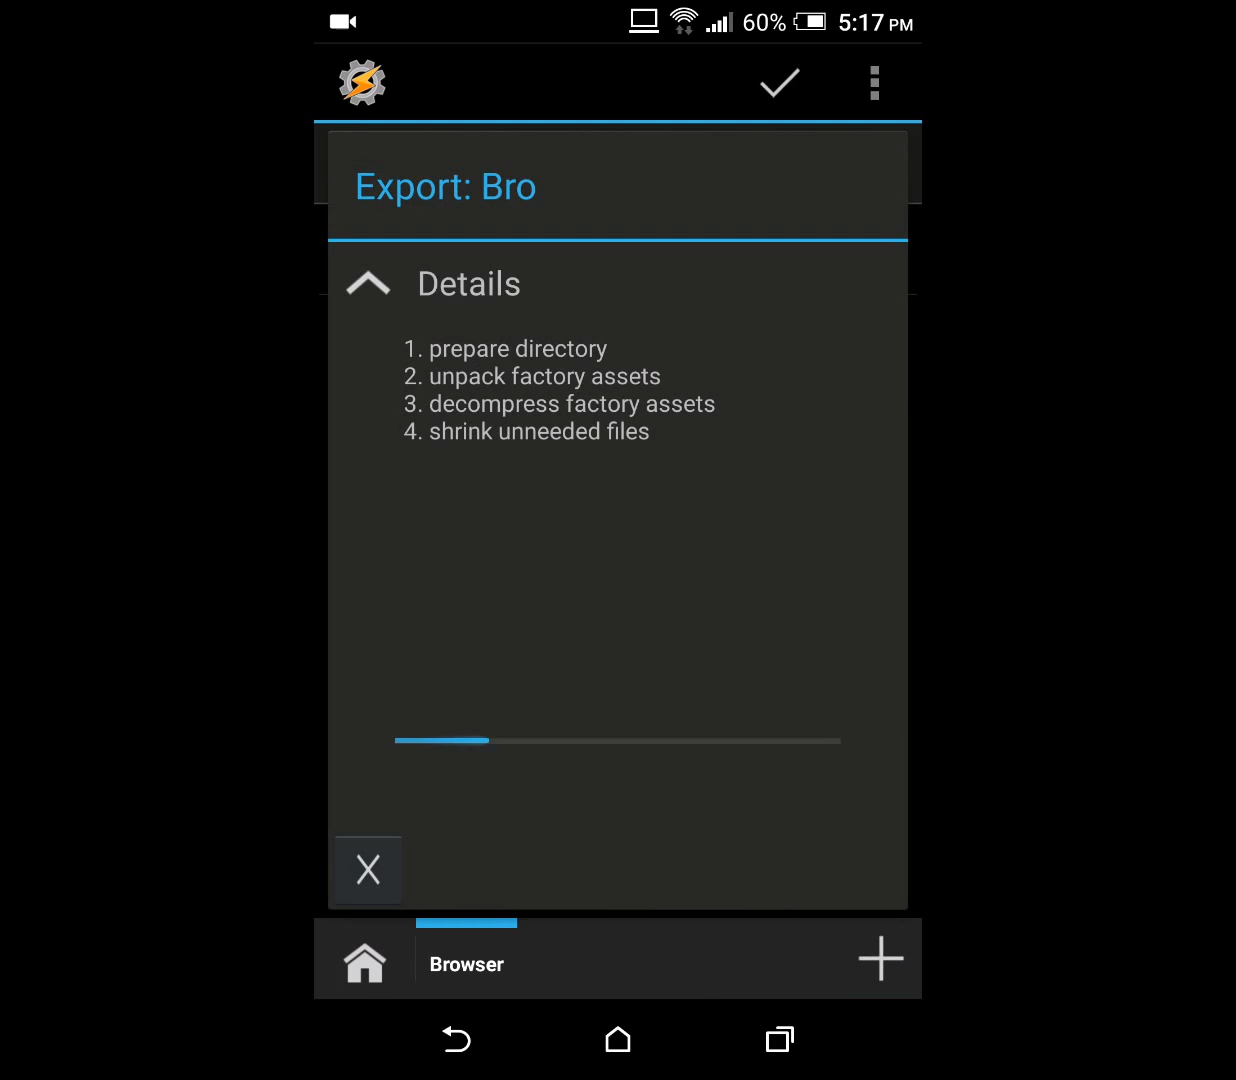 60% 5:17 PM
Export: Bro
Details
1. prepare directory
2. unpack factory assets
3. decompress factory assets
4. shrink unneeded files
X
Browser